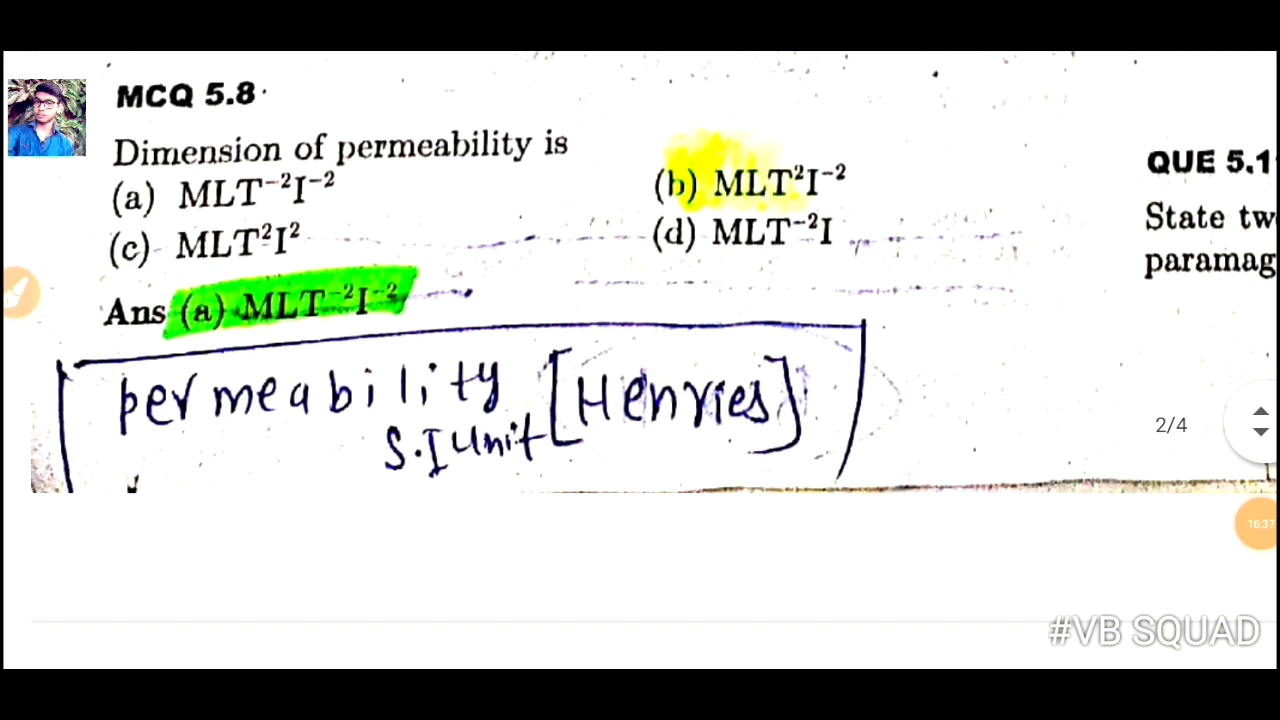 MCQ 5.8
Dimension of permeability is
(a) MLT⁻²I⁻²
(b) MLT²I⁻²
(c) MLT²I²
(d) MLT⁻²I
Ans (a) MLT⁻²I⁻²
permeability [Henries]
S.I Unit
QUE 5.1
State tw
paramag
2/4
16:37
#VB SQUAD